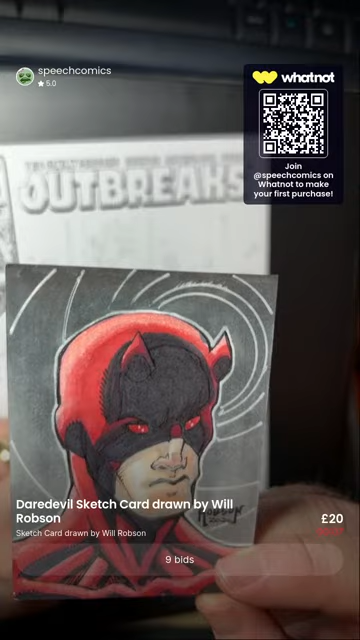 speechcomics
★ 5.0
whatnot
Join
@speechcomics on
Whatnot to make
your first purchase!
OUTBREAKS
Daredevil Sketch Card drawn by Will
Robson
£20
Sketch Card drawn by Will Robson
ROBSON
9 bids